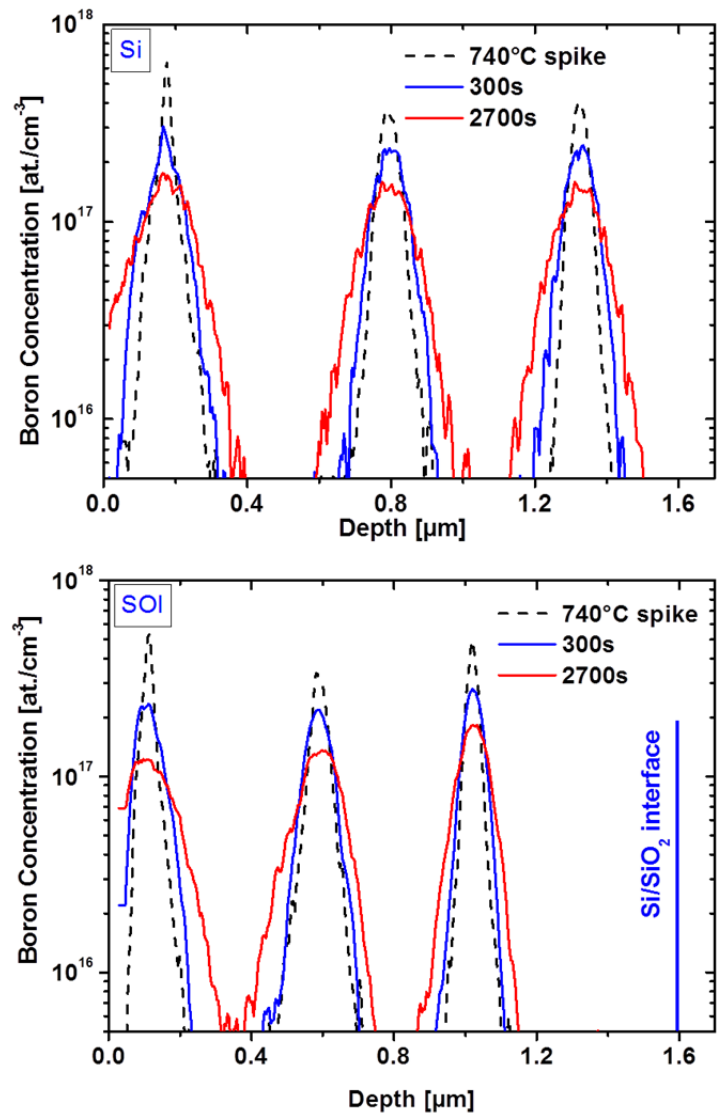 10^18
Si
740°C spike
300s
2700s
10^17
10^16
Boron Concentration [at./cm^-3]
0.0 0.4 0.8 1.2 1.6
Depth [µm]
10^18
SOI
740°C spike
300s
2700s
10^17
10^16
Boron Concentration [at./cm^-3]
Si/SiO₂ interface
0.0 0.4 0.8 1.2 1.6
Depth [µm]